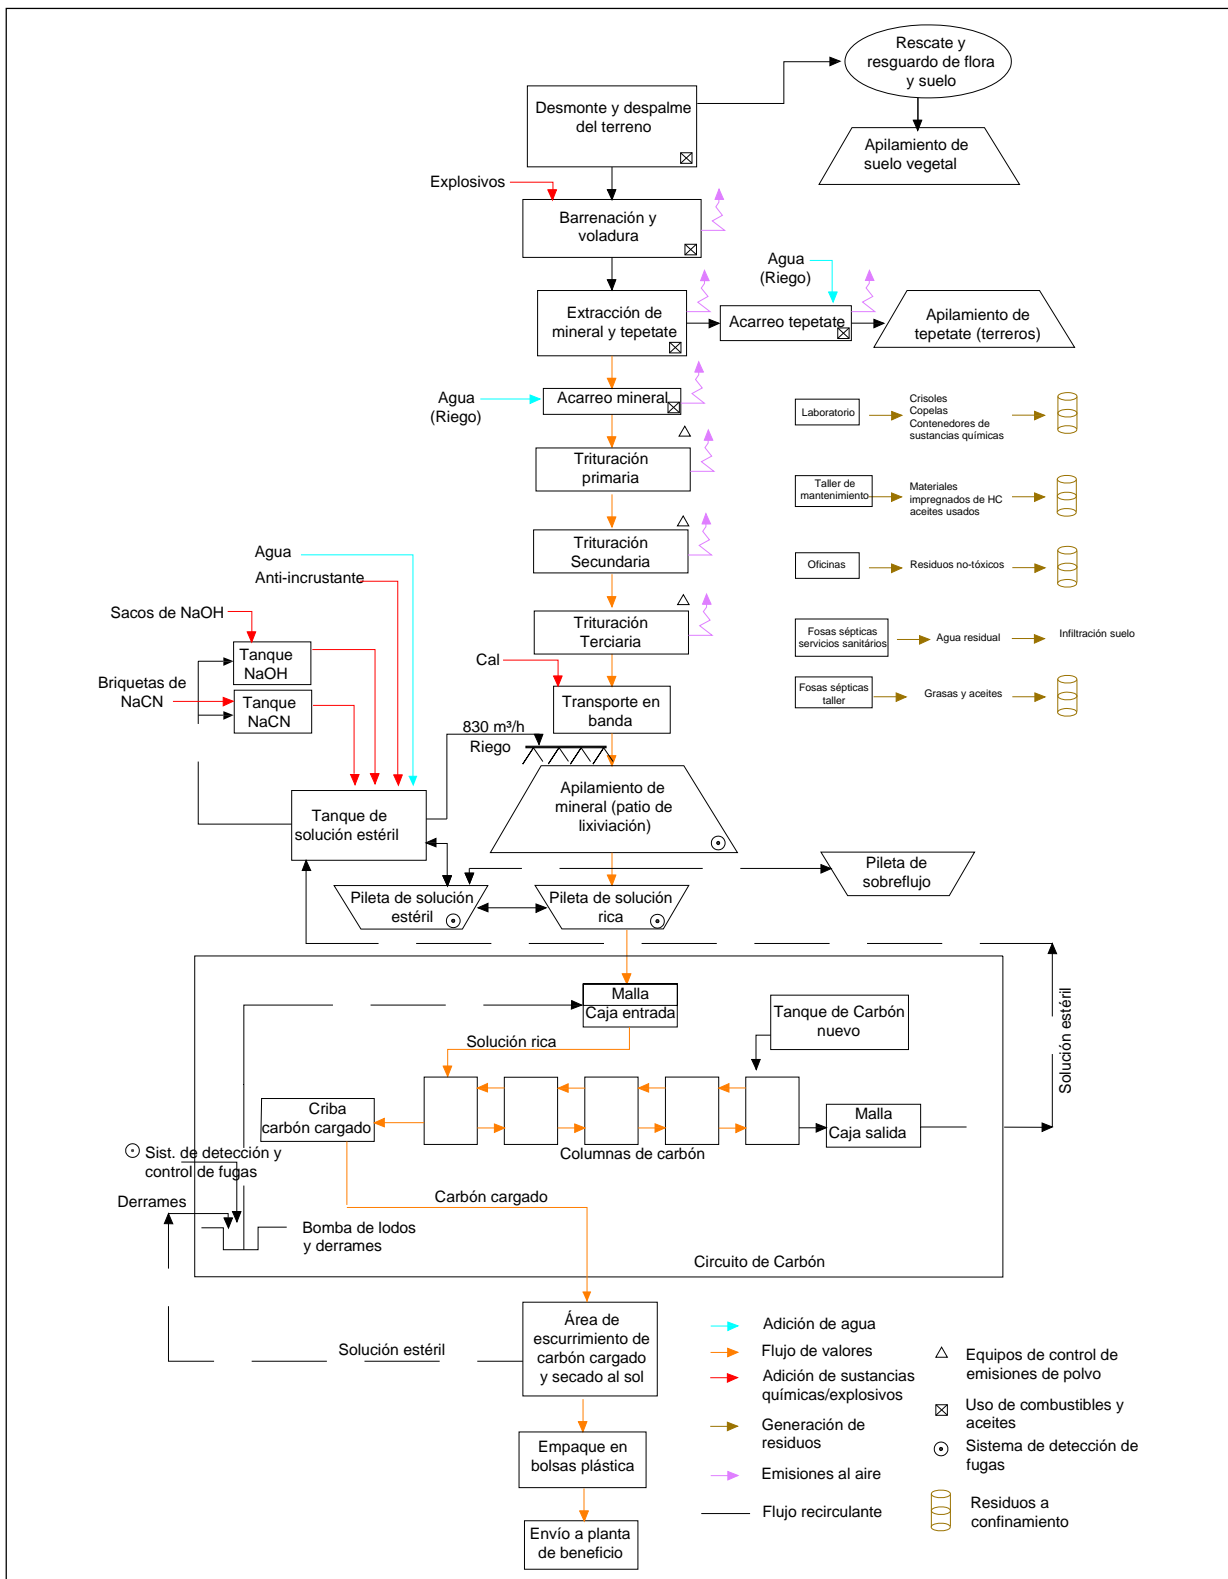 Rescate y
resguardo de flora
y suelo
Desmonte y despalme
del terreno
Apilamiento de
suelo vegetal
Explosivos
Barrenación y
voladura
Agua
(Riego)
Extracción de
mineral y tepetate
Acarreo tepetate
Apilamiento de
tepetate (terreros)
Agua
(Riego)
Acarreo mineral
Laboratorio
Crisoles
Copelas
Contenedores de
sustancias químicas
Trituración
primaria
Taller de
mantenimiento
Materiales
impregnados de HC
aceites usados
Trituración
Secundaria
Oficinas
Residuos no-tóxicos
Agua
Anti-incrustante
Sacos de NaOH
Tanque
NaOH
Trituración
Terciaria
Fosas sépticas
servicios sanitários
Agua residual
Infiltración suelo
Cal
Briquetas de
NaCN
Tanque
NaCN
Transporte en
banda
Fosas sépticas
taller
Grasas y aceites
830 m³/h
Riego
Tanque de
solución estéril
Apilamiento de
mineral (patio de
lixiviación)
Pileta de
sobreflujo
Pileta de solución
estéril
Pileta de solución
rica
Malla
Caja entrada
Tanque de Carbón
nuevo
Solución estéril
Solución rica
Criba
carbón cargado
Malla
Caja salida
Columnas de carbón
Sist. de detección y
control de fugas
Carbón cargado
Derrames
Bomba de lodos
y derrames
Circuito de Carbón
Área de
escurrimiento de
carbón cargado
y secado al sol
Solución estéril
Empaque en
bolsas plástica
Envío a planta
de beneficio
Adición de agua
Flujo de valores
Adición de sustancias
químicas/explosivos
Generación de
residuos
Emisiones al aire
Flujo recirculante
Equipos de control de
emisiones de polvo
Uso de combustibles y
aceites
Sistema de detección de
fugas
Residuos a
confinamiento